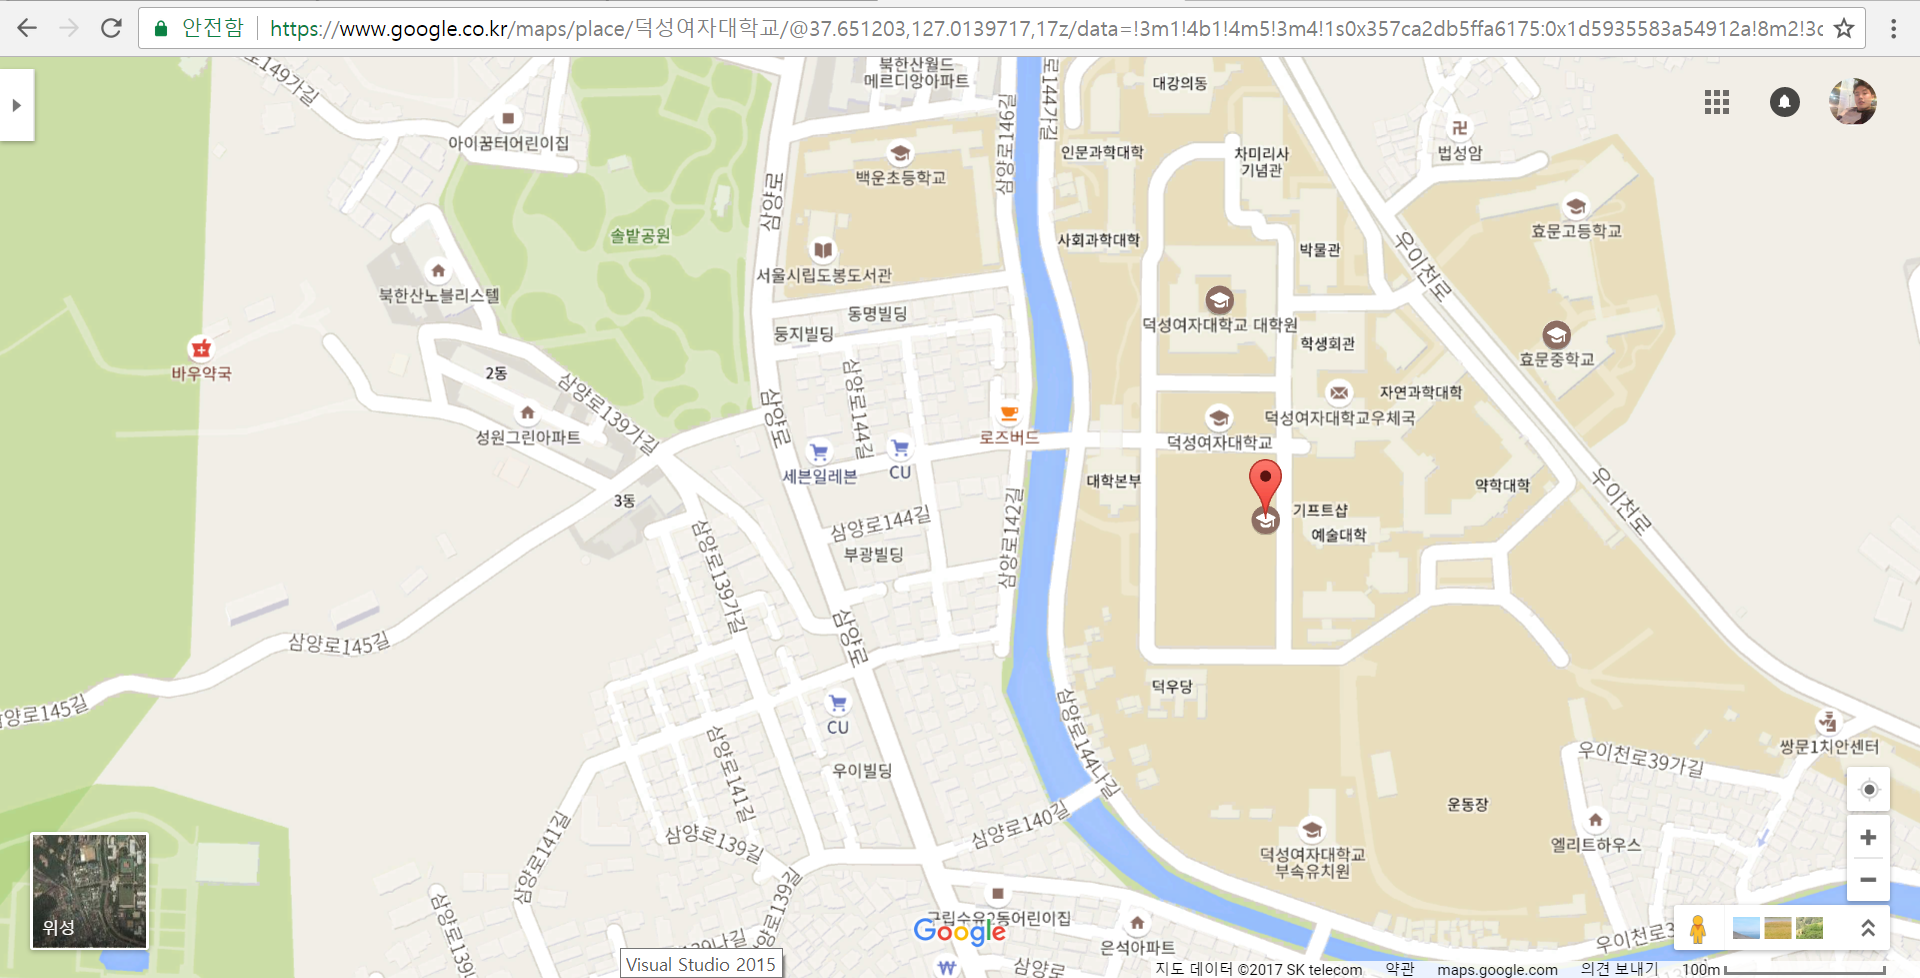 안전함
https://www.google.co.kr/maps/place/덕성여자대학교/@37.651203,127.0139717,17z/data=!3m1!4b1!4m5!3m4!1s0x357ca2db5ffa6175:0x1d5935583a54912a!8m2!3c
149가길
북한산월드
메르디앙아파트
삼양로146길
로144가길
대강의동
아이꿈터어린이집
백운초등학교
인문과학대학
차미리사
기념관
법성암
삼양로
솔밭공원
사회과학대학
박물관
효문고등학교
우이천로
서울시립도봉도서관
북한산노블리스텔
동명빌딩
둥지빌딩
덕성여자대학교 대학원
학생회관
효문중학교
바우약국
2동
삼양로139가길
삼양로
삼양로144길
자연과학대학
덕성여자대학교우체국
성원그린아파트
로즈버드
덕성여자대학교
세븐일레븐
CU
대학본부
약학대학
우이천로
3동
삼양로144길
삼양로142길
기프트샵
예술대학
부광빌딩
삼양로139가길
삼양로
삼양로145길
덕우당
삼양로144나길
양로145길
CU
쌍문1치안센터
우이천로39가길
삼양로141길
우이빌딩
운동장
삼양로141길
삼양로139길
삼양로140길
엘리트하우스
덕성여자대학교
부속유치원
삼양로139길
삼양로139길
구립수유2동어린이집
Google
은석아파트
위성
139나길
우이천로39
Visual Studio 2015
삼양로
지도 데이터 ©2017 SK telecom 약관 maps.google.com 의견 보내기 100m